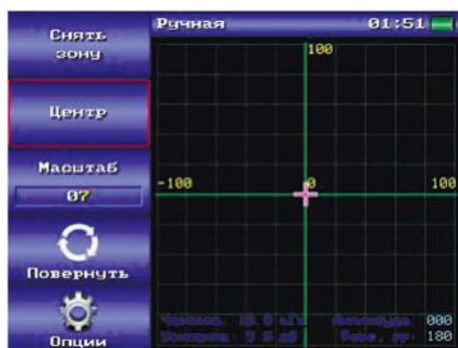 Снять
зону
Центр
Масштаб
07
Повернуть
Опции
Ручная 01:51
100
-100 0 100
000
180